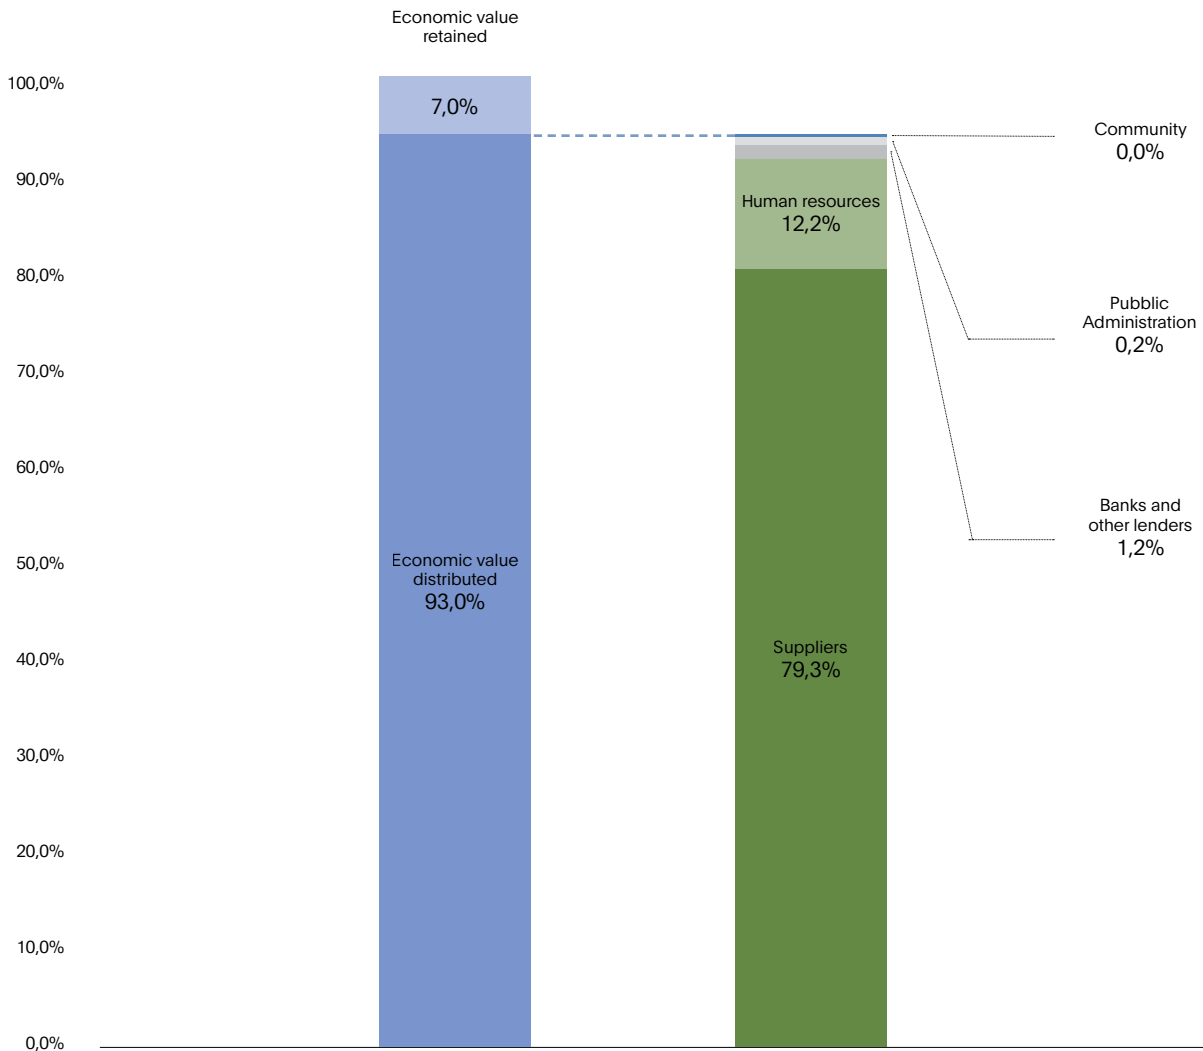 Economic value
retained
100,0%
90,0%
80,0%
70,0%
60,0%
50,0%
40,0%
30,0%
20,0%
10,0%
0,0%
7,0%
Economic value
distributed
93,0%
Human resources
12,2%
Suppliers
79,3%
Community
0,0%
Pubblic
Administration
0,2%
Banks and
other lenders
1,2%